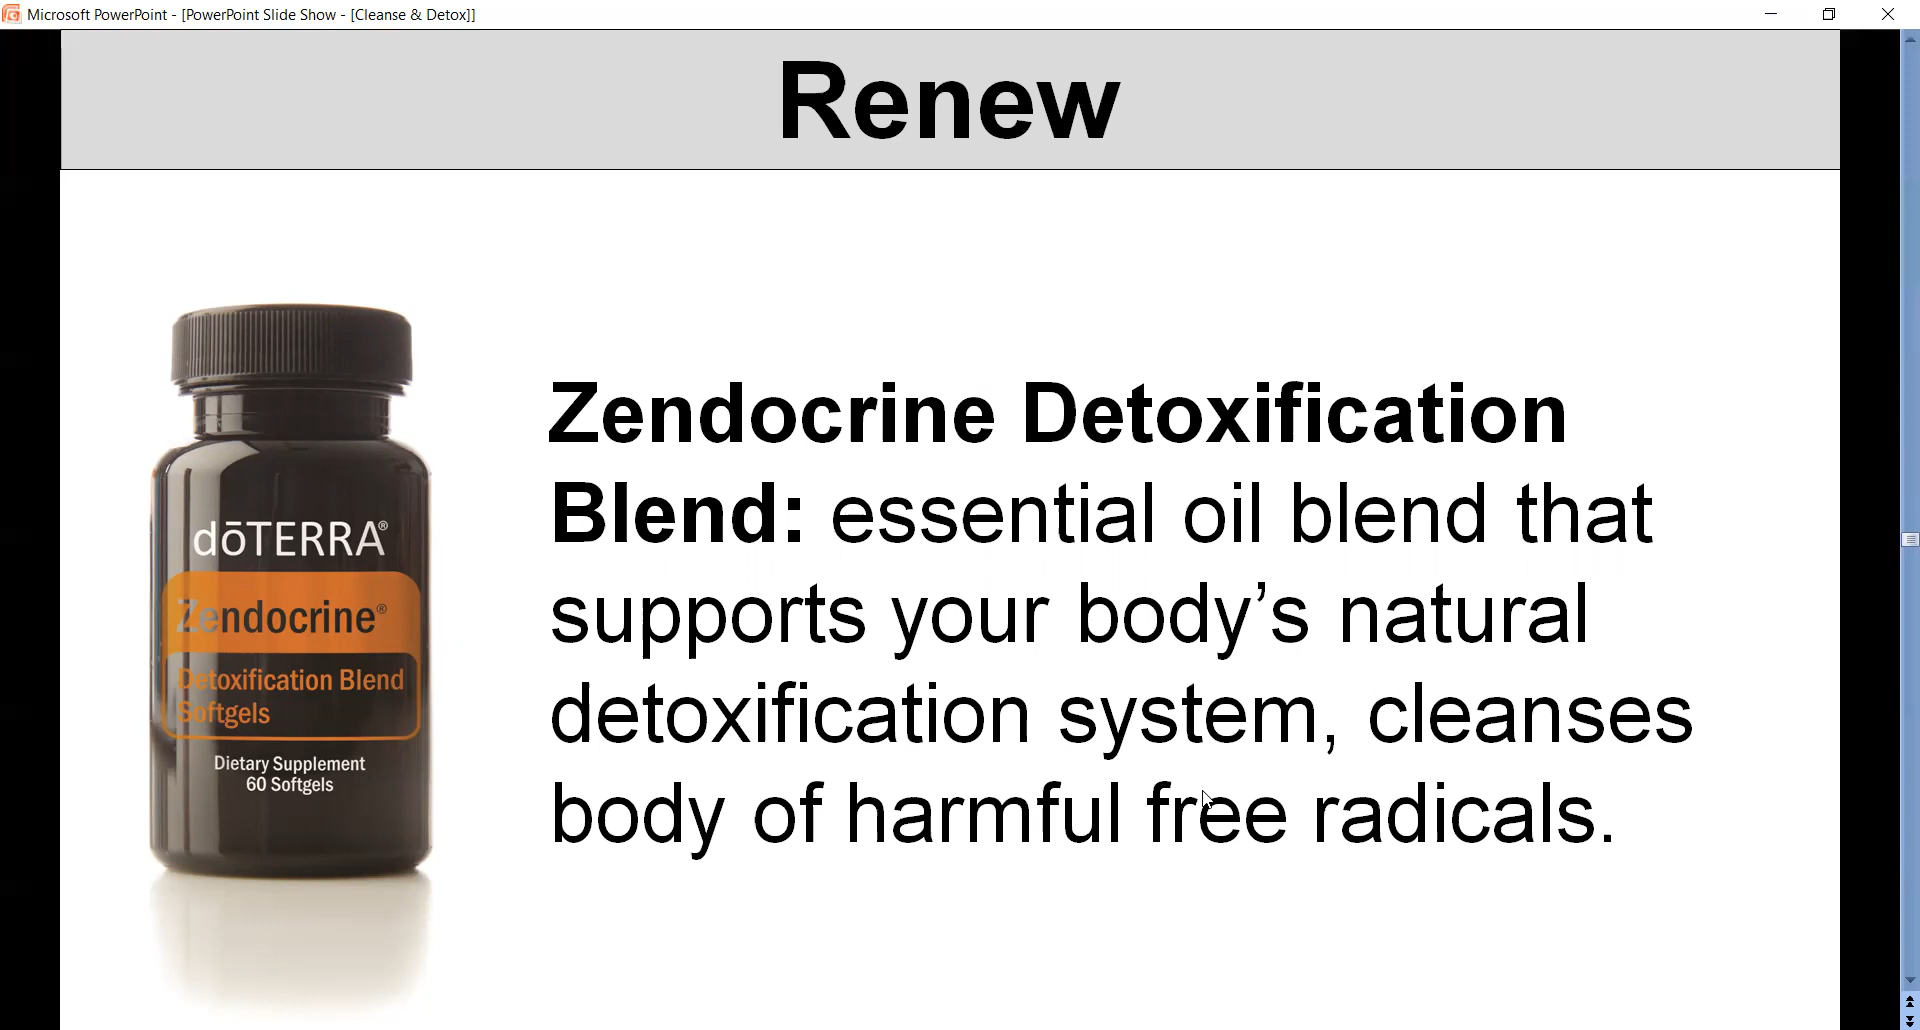 Microsoft PowerPoint - [PowerPoint Slide Show - [Cleanse & Detox]]
Renew
dōTERRA®
Zendocrine®
Detoxification Blend
Softgels
Dietary Supplement
60 Softgels
Zendocrine Detoxification
Blend: essential oil blend that
supports your body’s natural
detoxification system, cleanses
body of harmful free radicals.